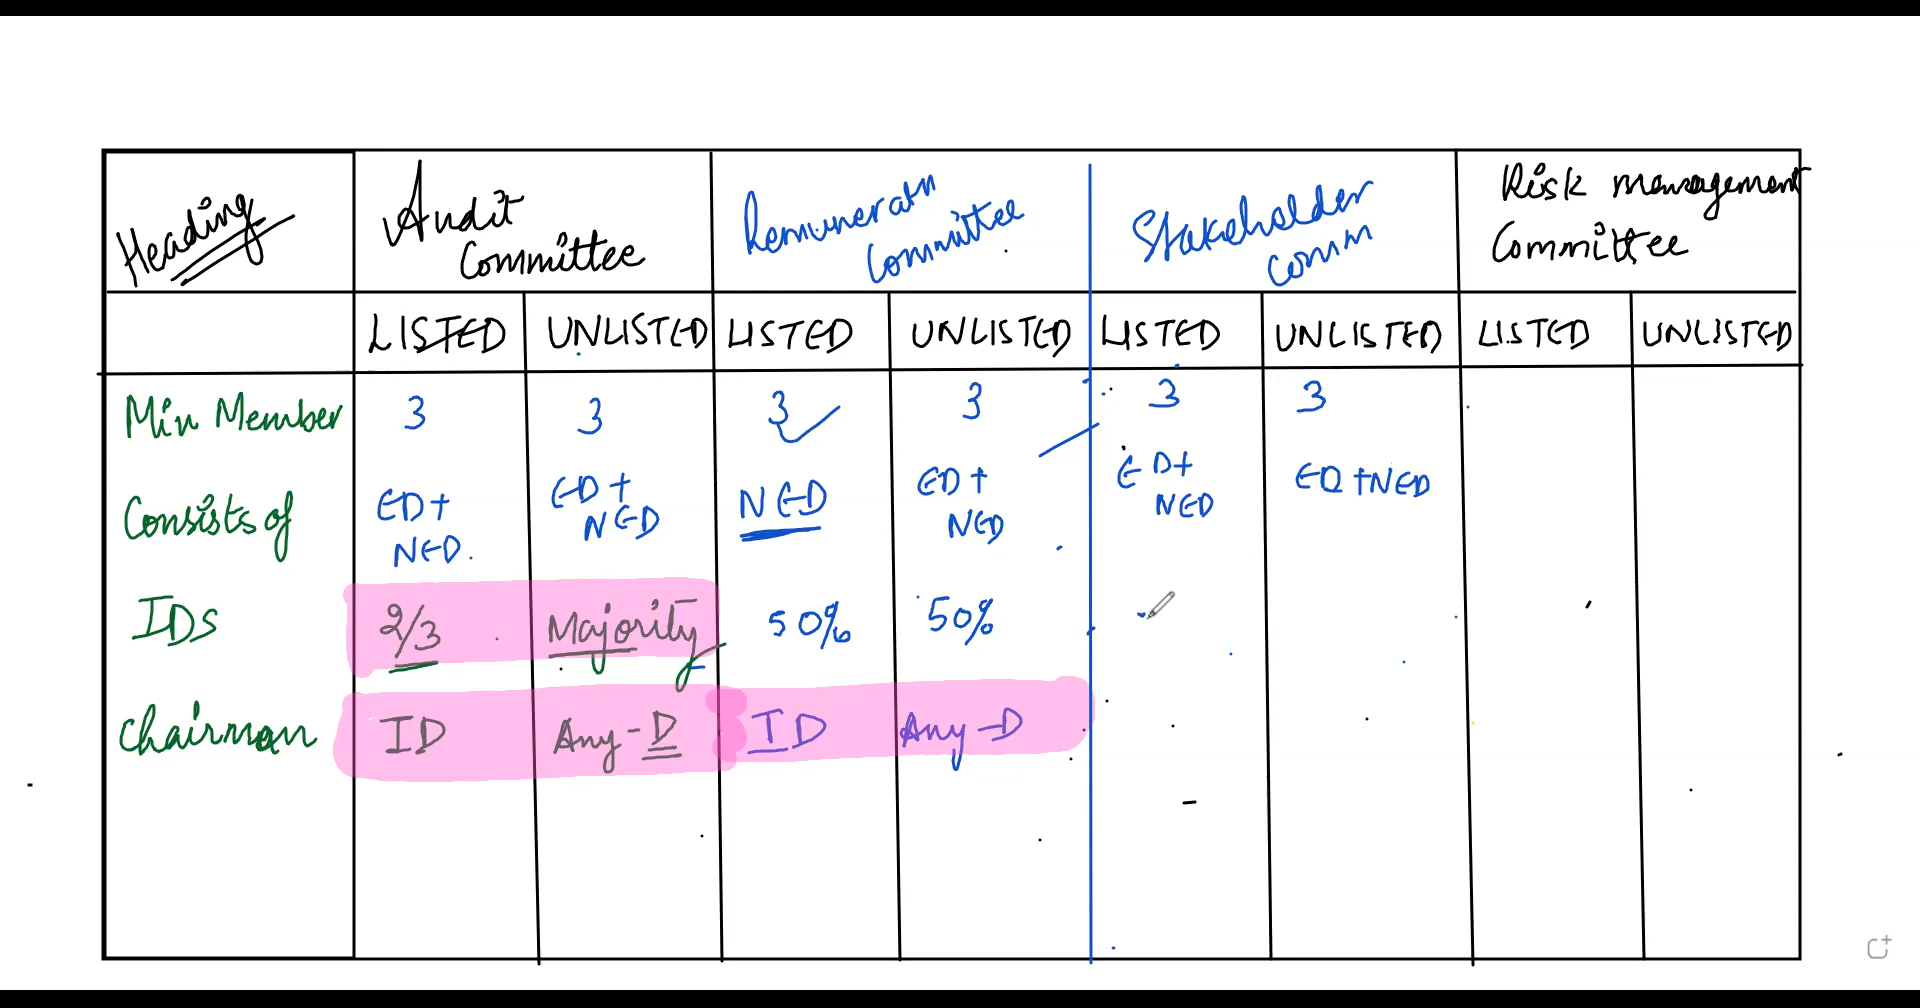 Heading Audit Committee Remuneratn Committee Stakeholder Comm Risk management Committee
LISTED UNLISTED LISTED UNLISTED LISTED UNLISTED LISTED UNLISTED
Min Member 3 3 3 3 3 3
Consists of ED+ NED ED+ NED NED ED+ NED ED+ NED ED+NED
IDs 2/3 Majority 50% 50%
Chairman ID Any-D ID Any-D